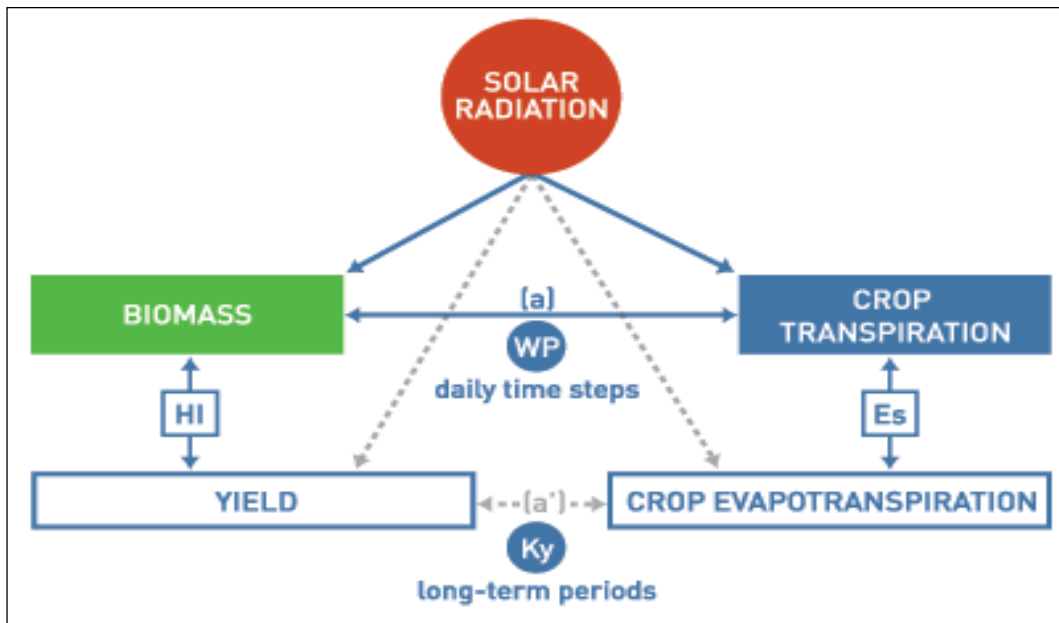 SOLAR
RADIATION
BIOMASS
(a)
WP
daily time steps
CROP
TRANSPIRATION
HI
Es
YIELD
(a')
Ky
long-term periods
CROP EVAPOTRANSPIRATION